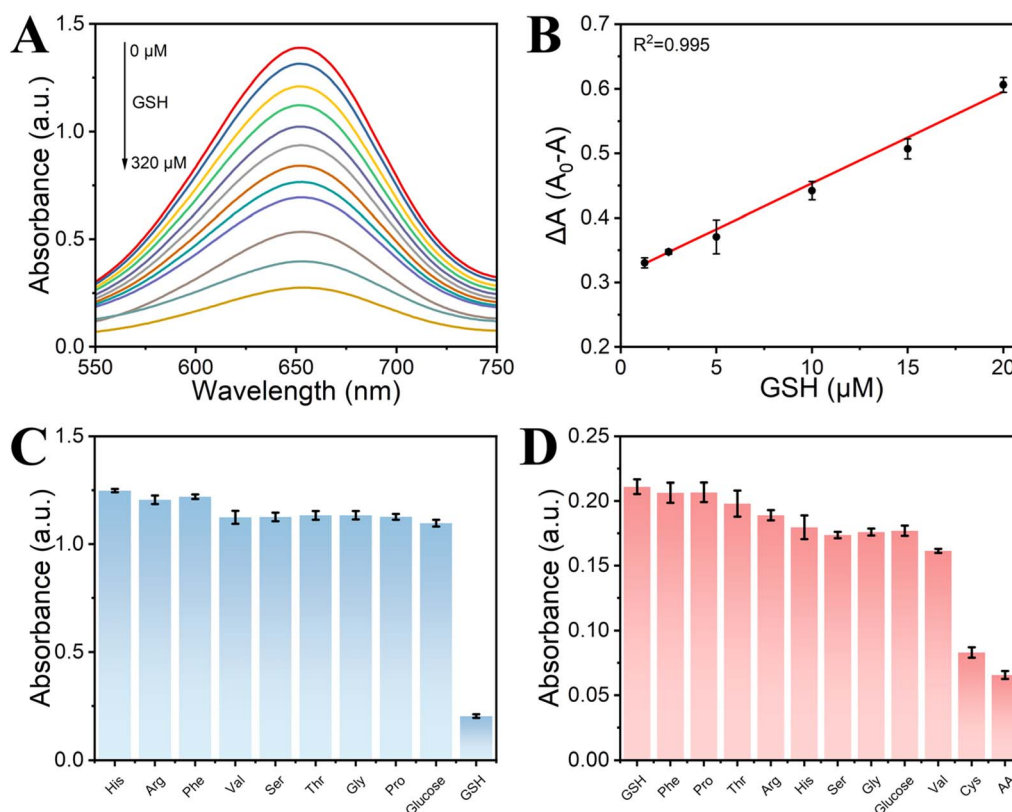 A
0 μM
GSH
320 μM
1.5
1.0
0.5
0.0
Absorbance (a.u.)
550
600
650
700
750
Wavelength (nm)
B
R²=0.995
0.7
0.6
0.5
0.4
0.3
0.2
ΔA (A₀-A)
0
5
10
15
20
GSH (μM)
C
1.5
1.0
0.5
0.0
Absorbance (a.u.)
His
Arg
Phe
Val
Ser
Thr
Gly
Pro
Glucose
GSH
D
0.25
0.20
0.15
0.10
0.05
0.00
Absorbance (a.u.)
GSH
Phe
Pro
Thr
Arg
His
Ser
Gly
Glucose
Val
Cys
AA